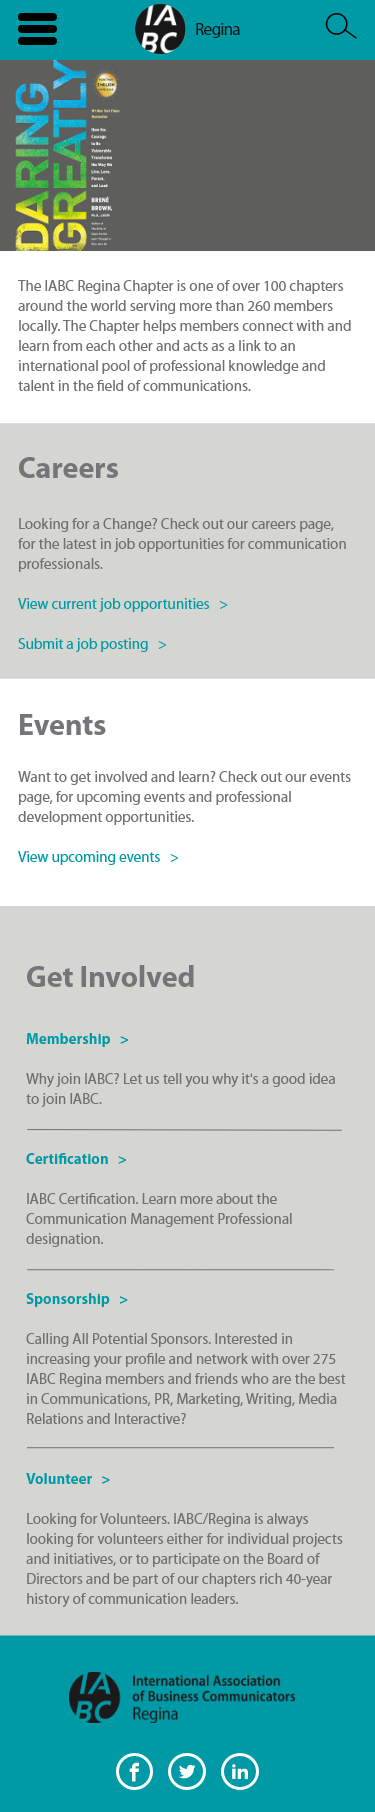 IABC
Regina
DARING
GREATLY
MORE THAN
1 MILLION
COPIES SOLD
#1 New York Times
Bestseller
How the
Courage
to Be
Vulnerable
Transforms
the Way We
Live, Love,
Parent,
and Lead
BRENÉ
BROWN,
Ph.D., LMSW
The IABC Regina Chapter is one of over 100 chapters
around the world serving more than 260 members
locally. The Chapter helps members connect with and
learn from each other and acts as a link to an
international pool of professional knowledge and
talent in the field of communications.
Careers
Looking for a Change? Check out our careers page,
for the latest in job opportunities for communication
professionals.
View current job opportunities >
Submit a job posting >
Events
Want to get involved and learn? Check out our events
page, for upcoming events and professional
development opportunities.
View upcoming events >
Get Involved
Membership >
Why join IABC? Let us tell you why it's a good idea
to join IABC.
Certification >
IABC Certification. Learn more about the
Communication Management Professional
designation.
Sponsorship >
Calling All Potential Sponsors. Interested in
increasing your profile and network with over 275
IABC Regina members and friends who are the best
in Communications, PR, Marketing, Writing, Media
Relations and Interactive?
Volunteer >
Looking for Volunteers. IABC/Regina is always
looking for volunteers either for individual projects
and initiatives, or to participate on the Board of
Directors and be part of our chapters rich 40-year
history of communication leaders.
IABC
International Association
of Business Communicators
Regina
f
in